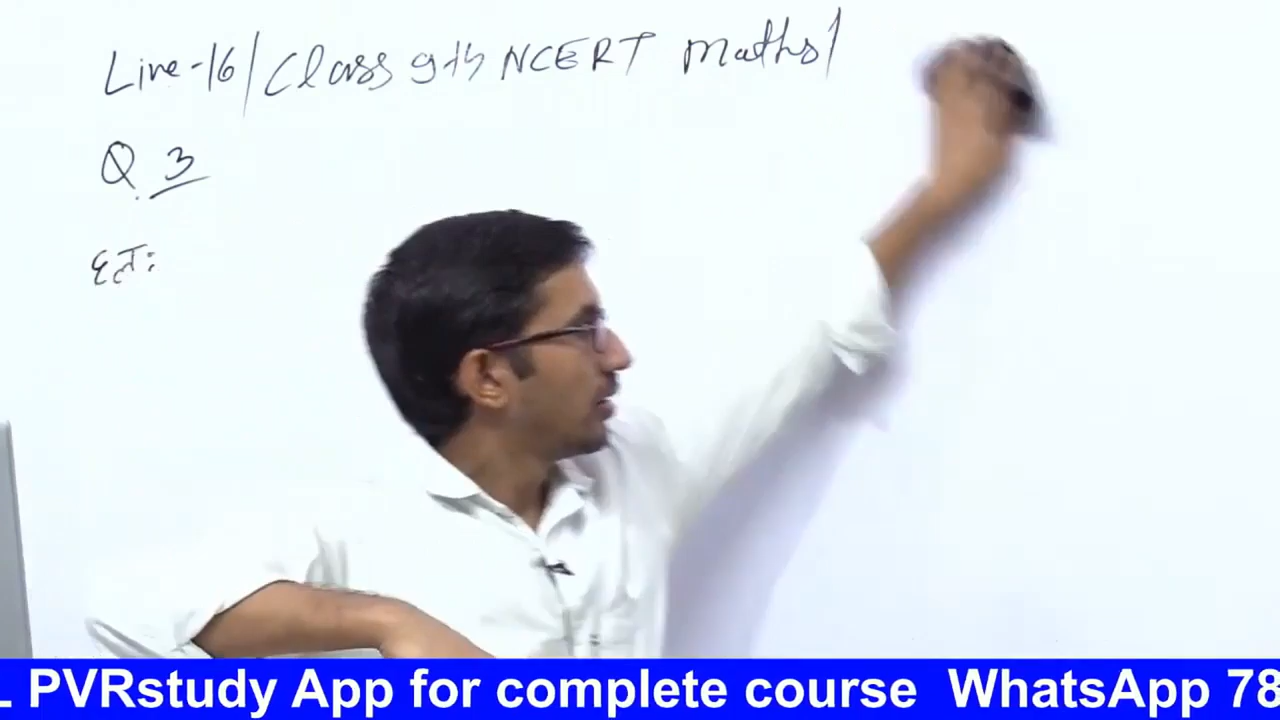 Live-16/Class 9th NCERT Maths/
Q. 3
हल:
L PVRstudy App for complete course WhatsApp 78